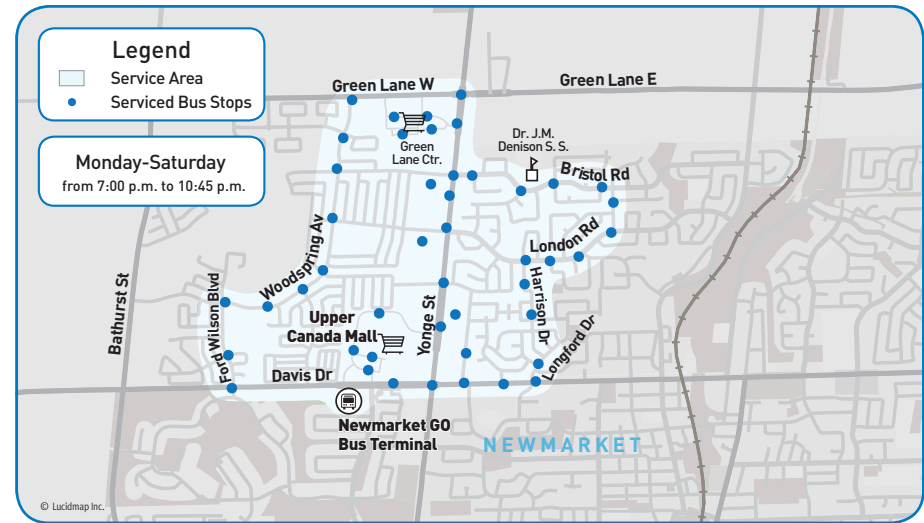 Legend
Service Area
Serviced Bus Stops
Monday-Saturday
from 7:00 p.m. to 10:45 p.m.
Green Lane W
Green Lane E
Green
Lane Ctr.
Dr. J.M.
Denison S. S.
Bristol Rd
London Rd
Harrison Dr
Longford Dr
Woodspring Av
Ford Wilson Blvd
Bathurst St
Yonge St
Upper
Canada Mall
Davis Dr
Newmarket GO
Bus Terminal
NEWMARKET
© Lucidmap Inc.